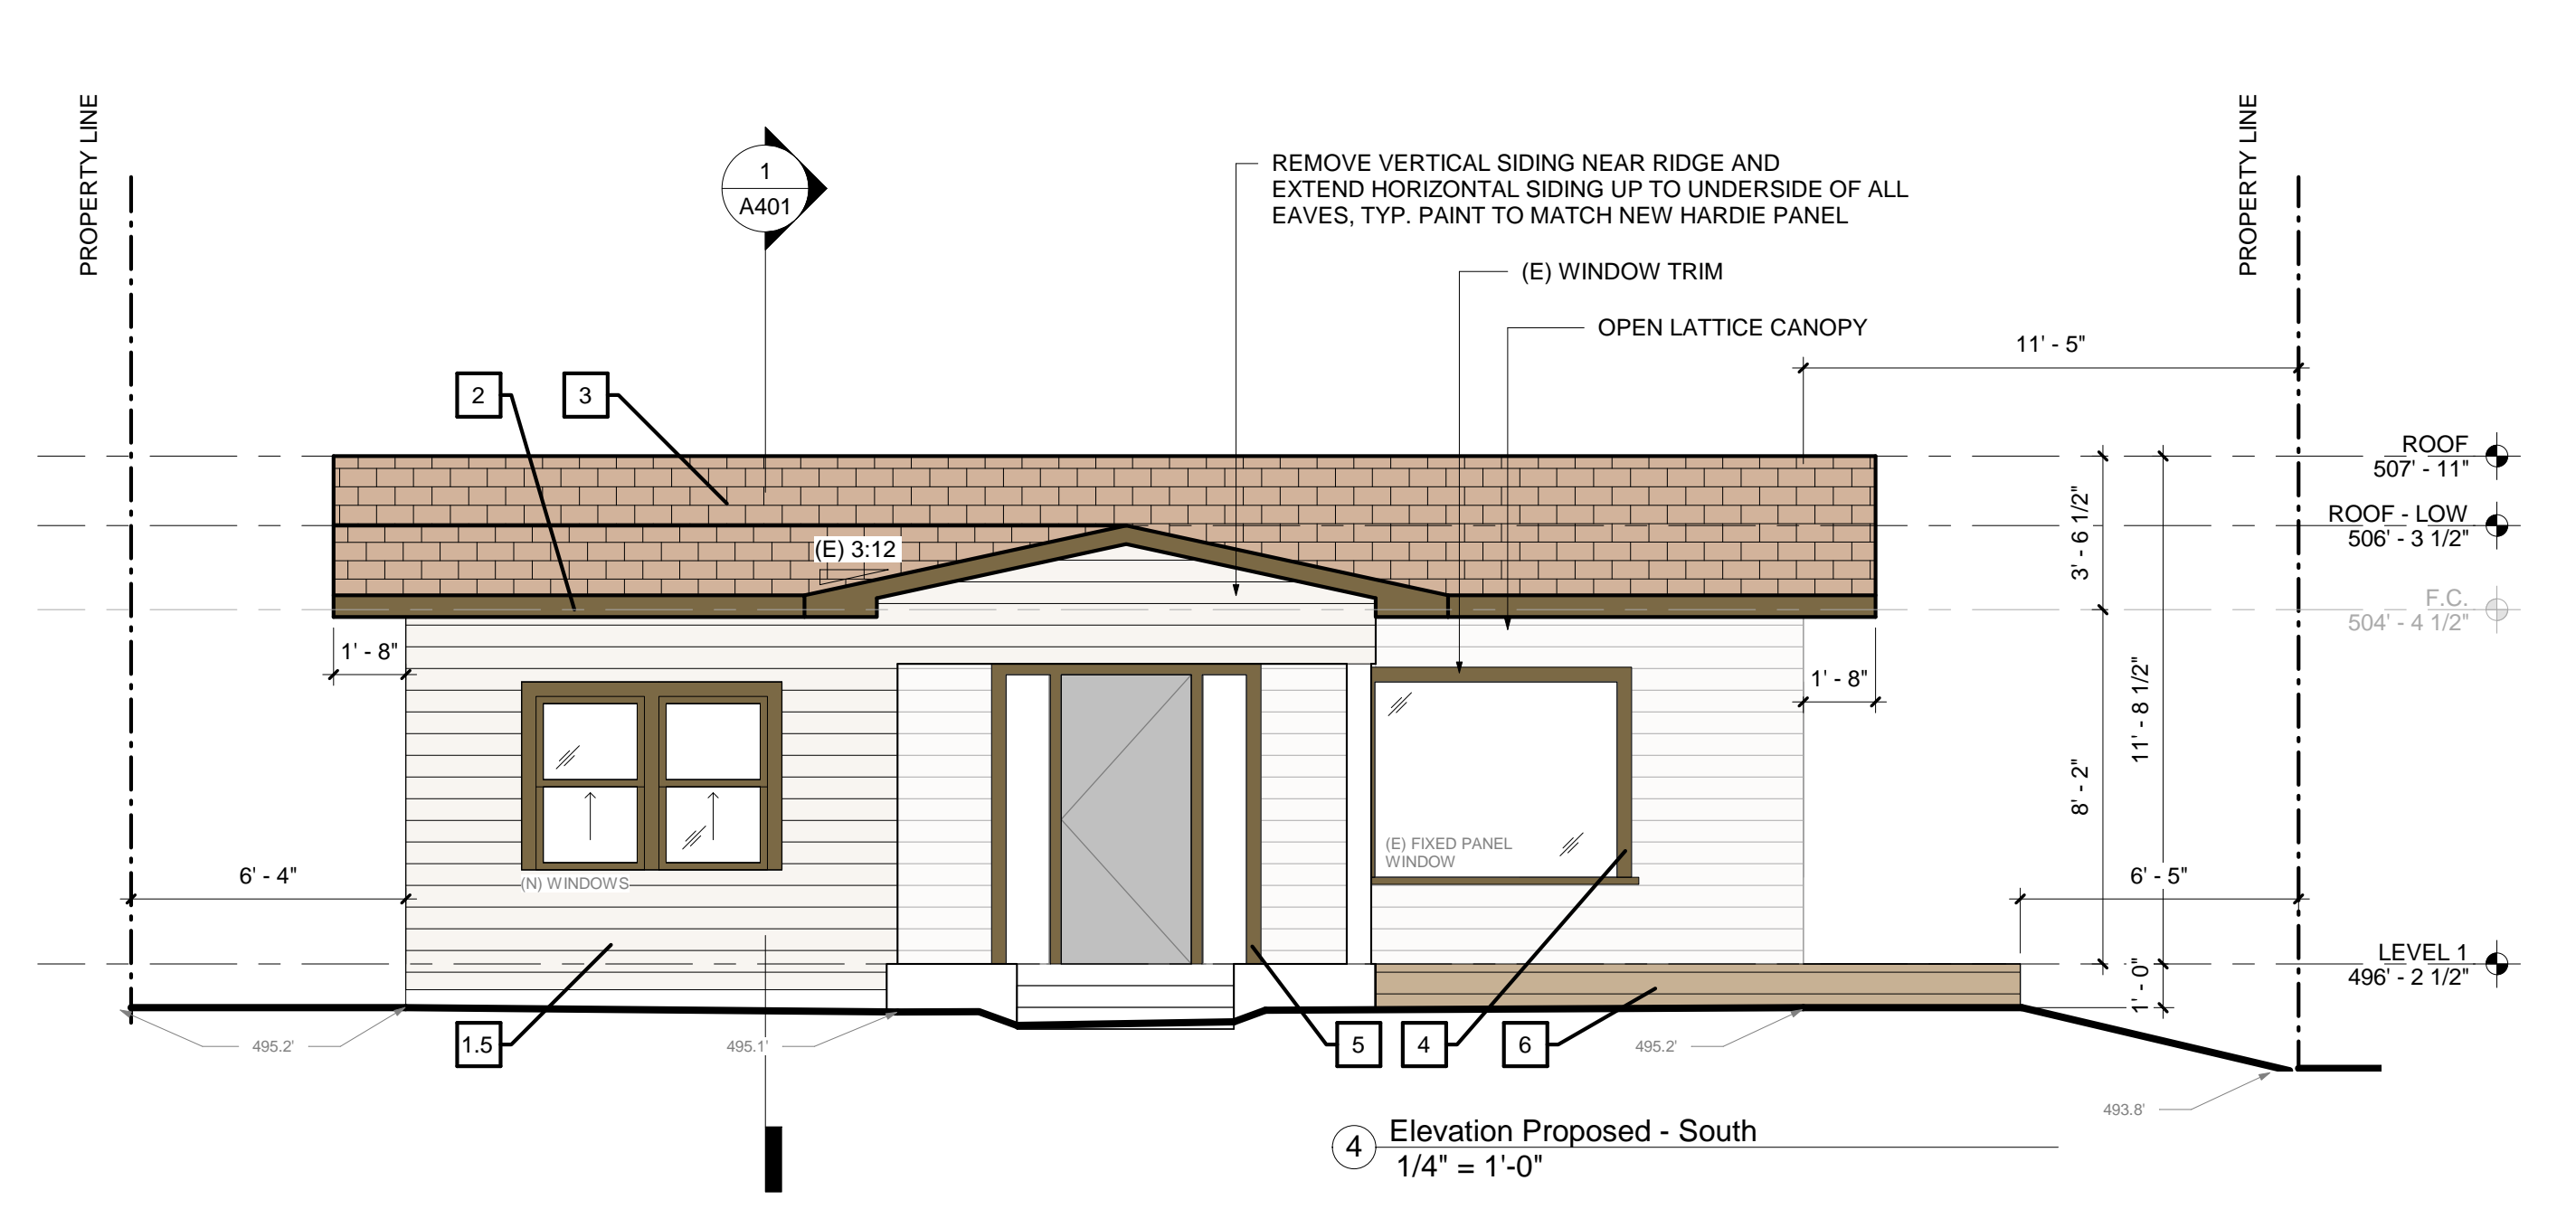 PROPERTY LINE
PROPERTY LINE
1
A401
REMOVE VERTICAL SIDING NEAR RIDGE AND
EXTEND HORIZONTAL SIDING UP TO UNDERSIDE OF ALL
EAVES, TYP. PAINT TO MATCH NEW HARDIE PANEL
(E) WINDOW TRIM
OPEN LATTICE CANOPY
11' - 5"
2
3
ROOF
507' - 11"
ROOF - LOW
506' - 3 1/2"
3' - 6 1/2"
(E) 3:12
F.C.
504' - 4 1/2"
1' - 8"
1' - 8"
11' - 8 1/2"
8' - 2"
(E) FIXED PANEL
WINDOW
6' - 4"
(N) WINDOWS
6' - 5"
LEVEL 1
496' - 2 1/2"
1' - 0"
495.2'
1.5
495.1'
5
4
6
495.2'
493.8'
4
Elevation Proposed - South
1/4" = 1'-0"